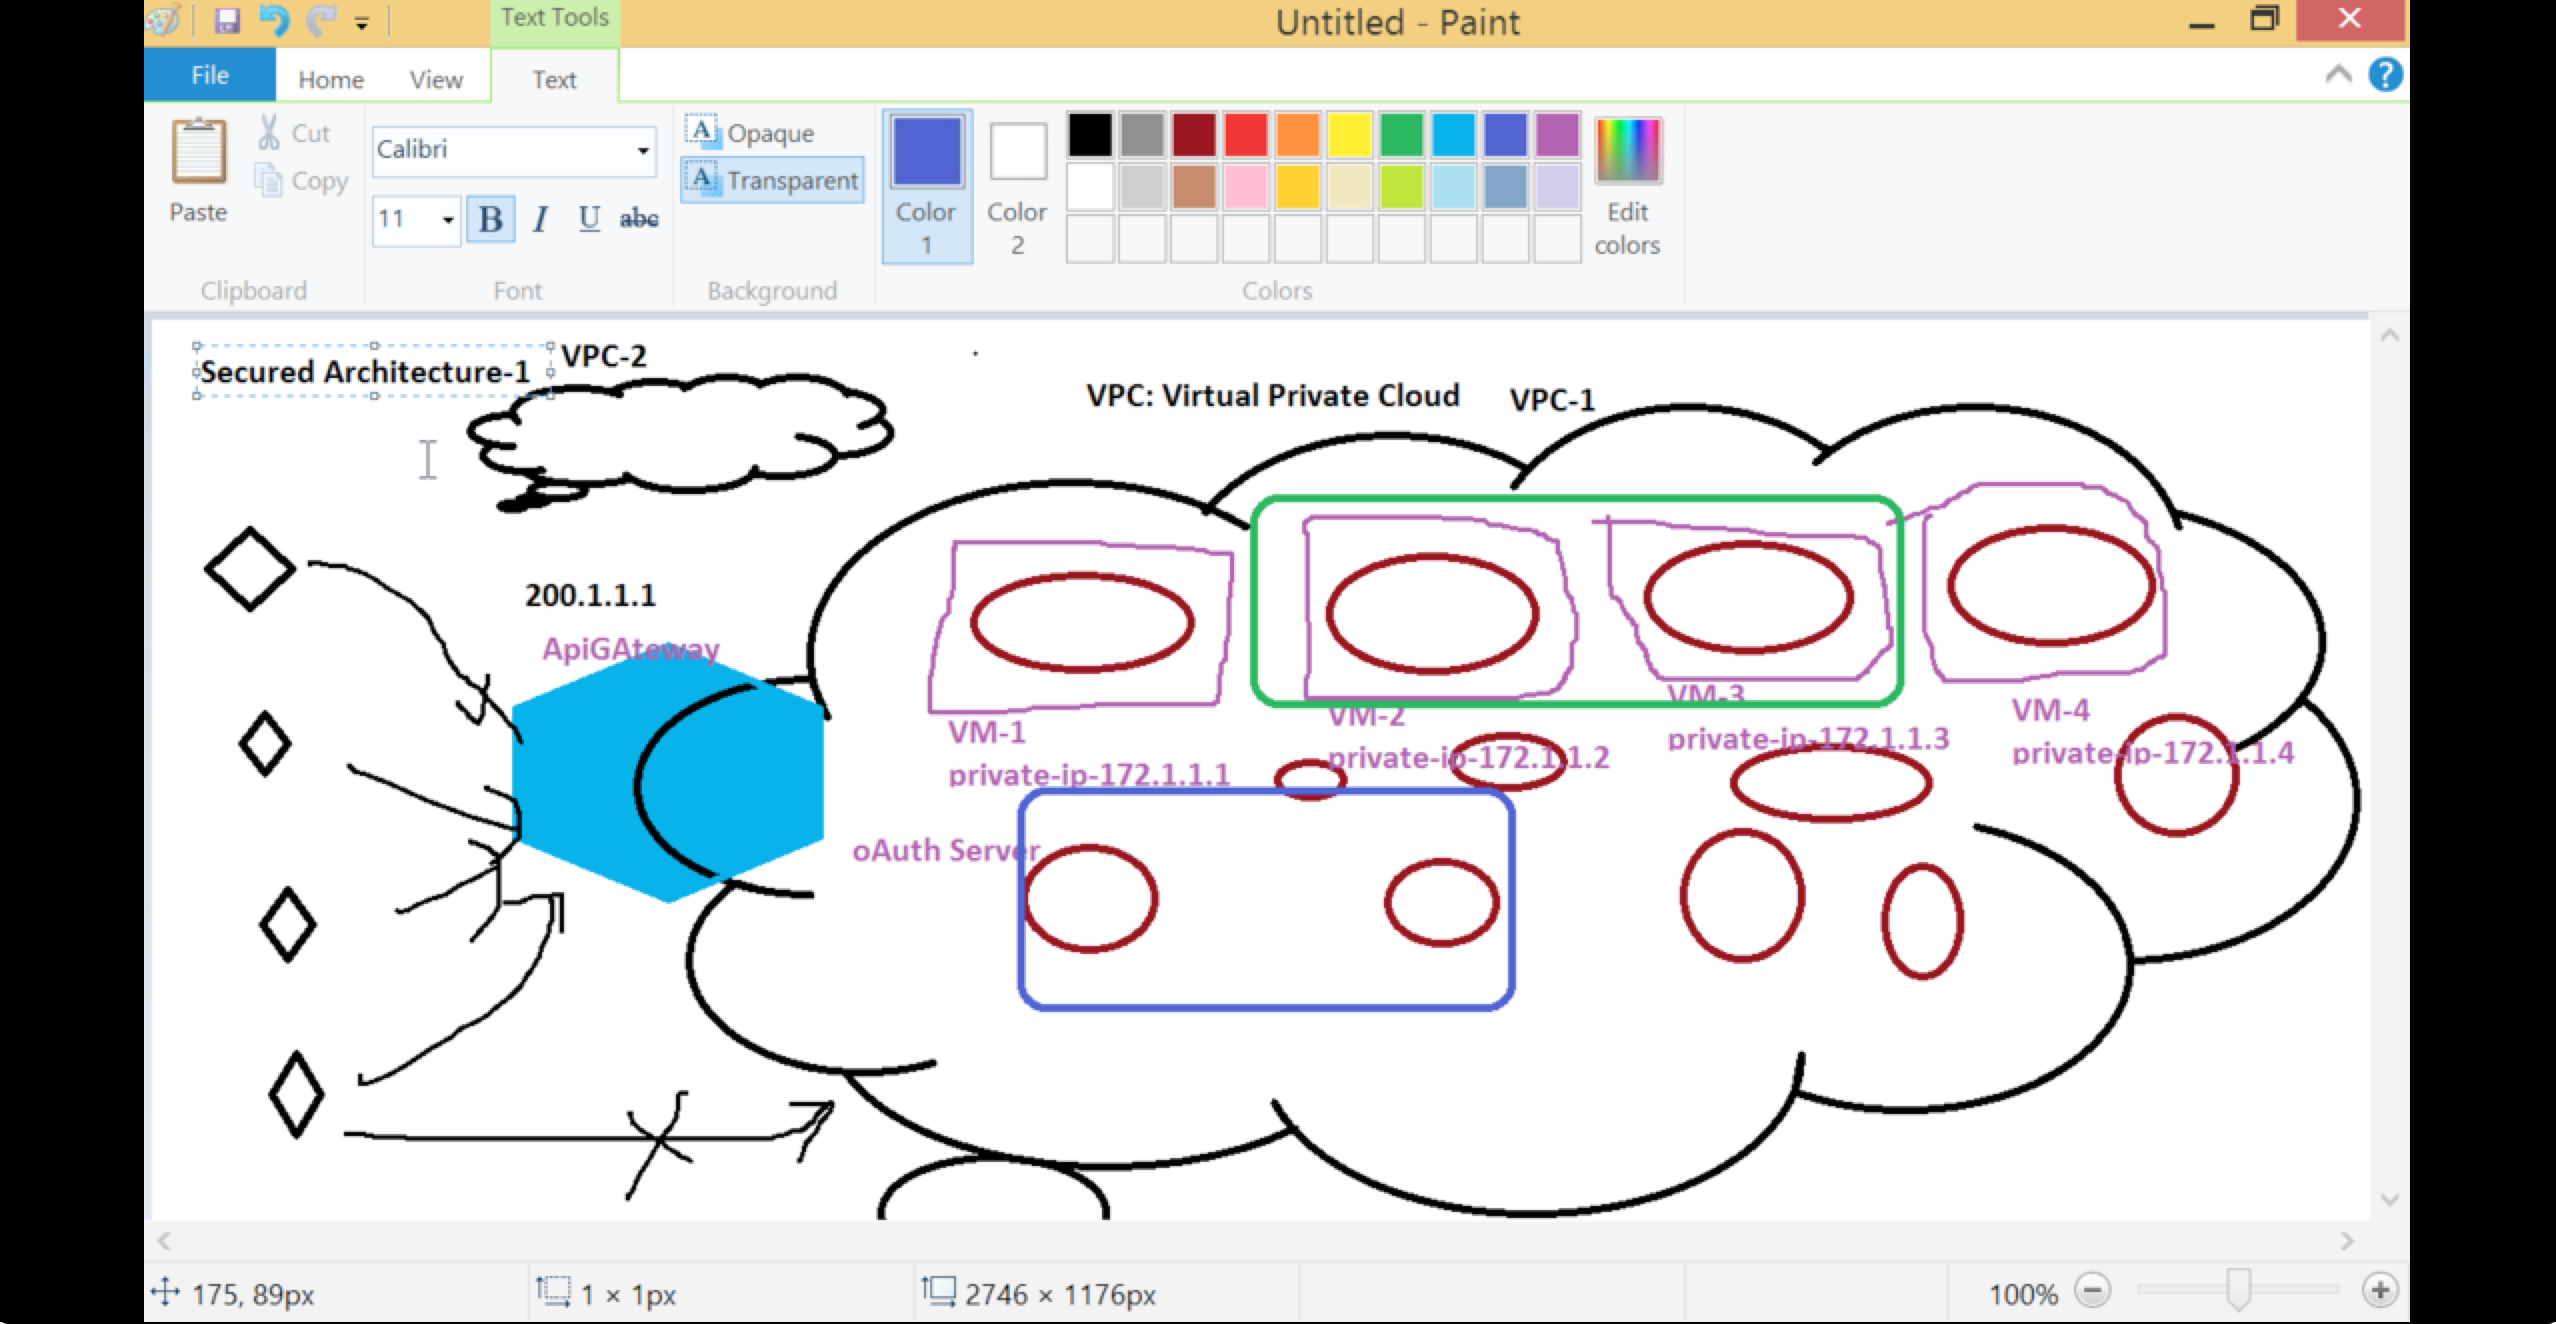 Text Tools
Untitled - Paint
File
Home
View
Text
Paste
Cut
Copy
Calibri
11
B
I
U
abc
A Opaque
A Transparent
Color 1
Color 2
Edit colors
Clipboard
Font
Background
Colors
Secured Architecture-1
VPC-2
VPC: Virtual Private Cloud
VPC-1
200.1.1.1
ApiGAteway
VM-1
private-ip-172.1.1.1
VM-2
private-ip-172.1.1.2
VM-3
private-ip-172.1.1.3
VM-4
private-ip-172.1.1.4
oAuth Server
175, 89px
1 × 1px
2746 × 1176px
100%